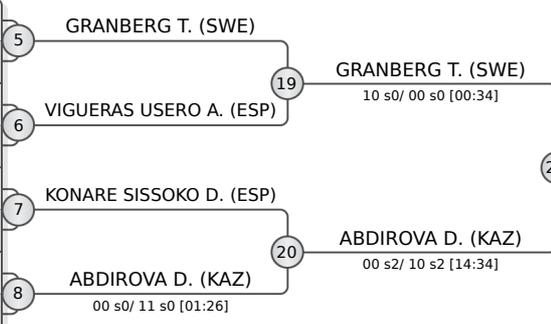 GRANBERG T. (SWE)
5
19
GRANBERG T. (SWE)
10 s0/ 00 s0 [00:34]
6
VIGUERAS USERO A. (ESP)
7
KONARE SISSOKO D. (ESP)
20
ABDIROVA D. (KAZ)
00 s2/ 10 s2 [14:34]
8
ABDIROVA D. (KAZ)
00 s0/ 11 s0 [01:26]